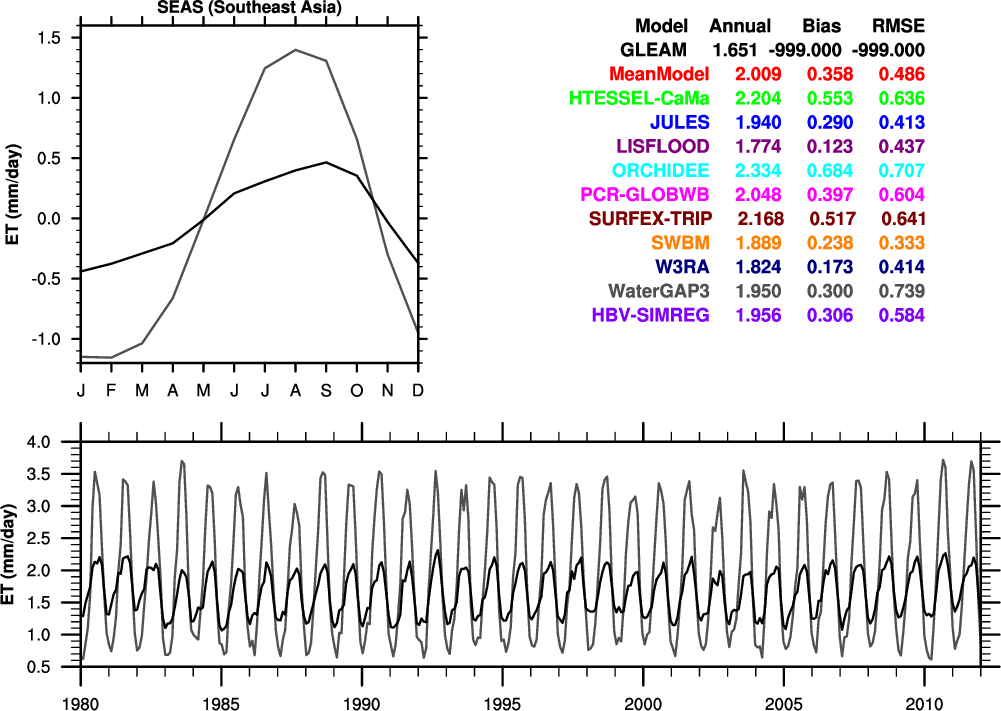 SEAS (Southeast Asia)
1.5
1.0
0.5
0.0
-0.5
-1.0
ET (mm/day)
J F M A M J J A S O N D
Model Annual Bias RMSE
GLEAM 1.651 -999.000 -999.000
MeanModel 2.009 0.358 0.486
HTESSEL-CaMa 2.204 0.553 0.636
JULES 1.940 0.290 0.413
LISFLOOD 1.774 0.123 0.437
ORCHIDEE 2.334 0.684 0.707
PCR-GLOBWB 2.048 0.397 0.604
SURFEX-TRIP 2.168 0.517 0.641
SWBM 1.889 0.238 0.333
W3RA 1.824 0.173 0.414
WaterGAP3 1.950 0.300 0.739
HBV-SIMREG 1.956 0.306 0.584
4.0
3.5
3.0
2.5
2.0
1.5
1.0
0.5
ET (mm/day)
1980 1985 1990 1995 2000 2005 2010